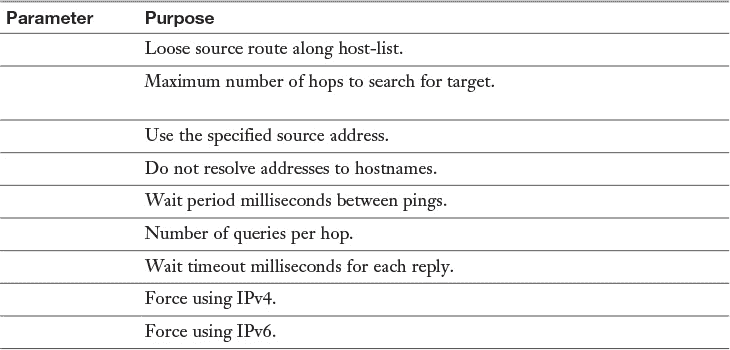 Parameter Purpose
Loose source route along host-list.
Maximum number of hops to search for target.
Use the specified source address.
Do not resolve addresses to hostnames.
Wait period milliseconds between pings.
Number of queries per hop.
Wait timeout milliseconds for each reply.
Force using IPv4.
Force using IPv6.